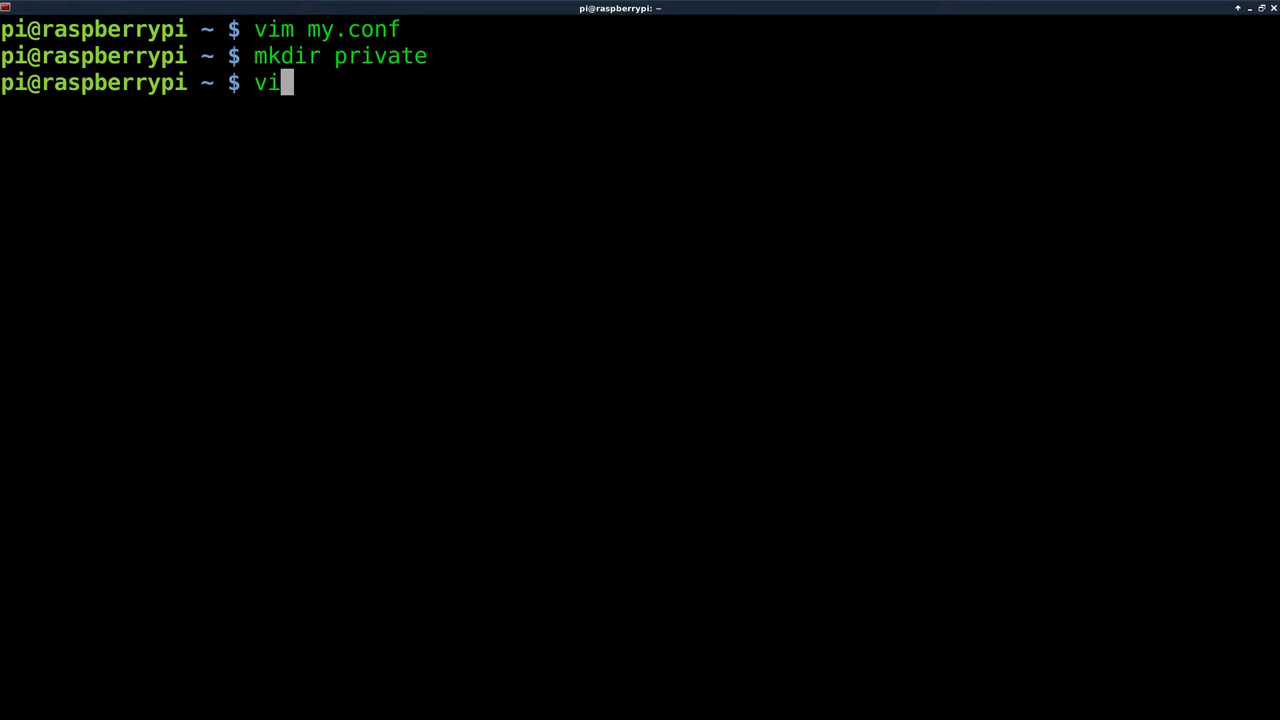 pi@raspberrypi: ~
pi@raspberrypi ~ $ vim my.conf
pi@raspberrypi ~ $ mkdir private
pi@raspberrypi ~ $ vi